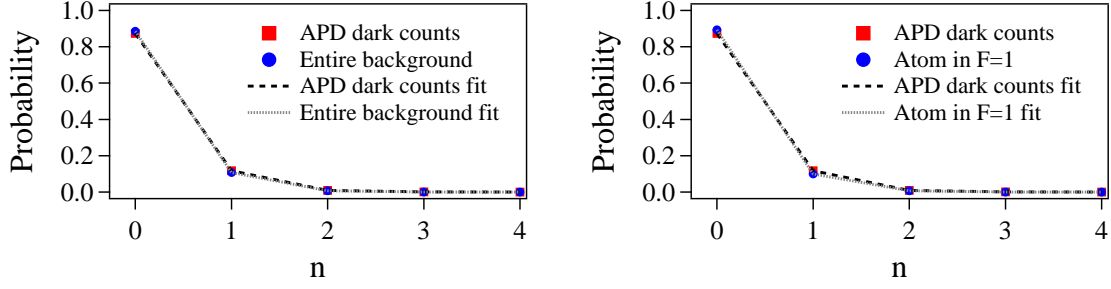 Probability
1.0
0.8
0.6
0.4
0.2
0.0
APD dark counts
Entire background
APD dark counts fit
Entire background fit
0 1 2 3 4
n
Probability
1.0
0.8
0.6
0.4
0.2
0.0
APD dark counts
Atom in F=1
APD dark counts fit
Atom in F=1 fit
0 1 2 3 4
n